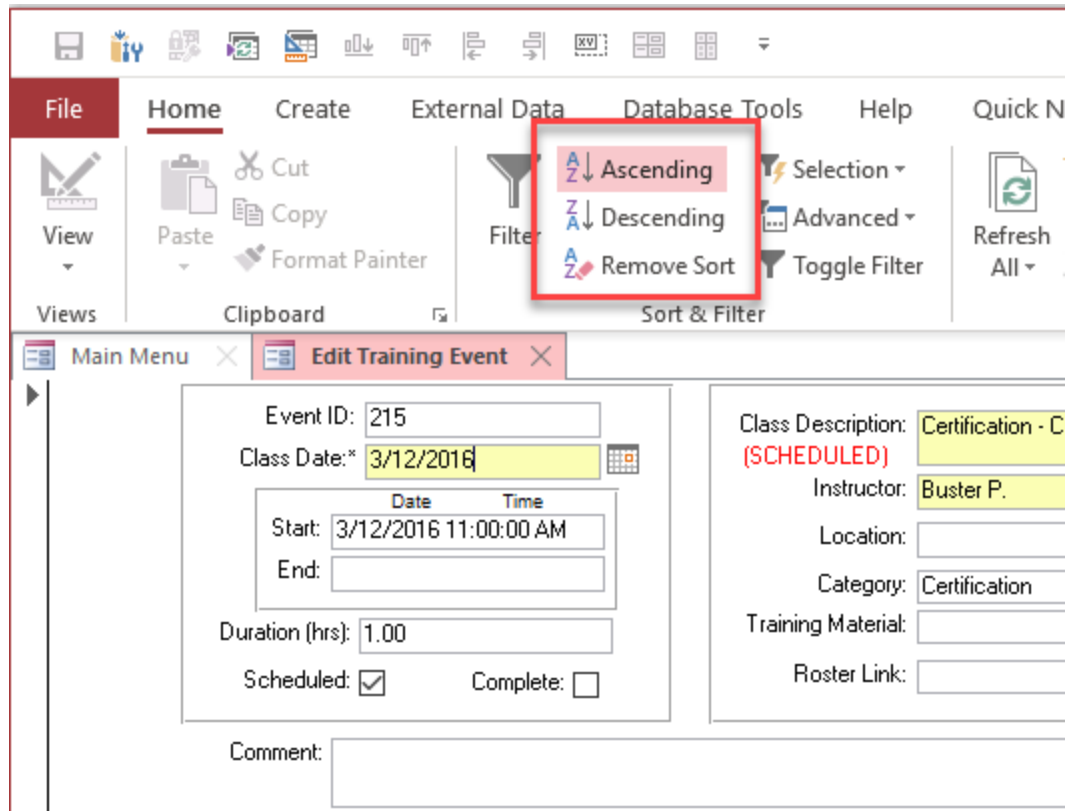 File Home Create External Data Database Tools Help Quick N
View
Paste
Cut
Copy
Format Painter
Filter
Ascending
Descending
Remove Sort
Selection
Advanced
Toggle Filter
Refresh
All
Views Clipboard Sort & Filter
Main Menu Edit Training Event
Event ID: 215
Class Date:* 3/12/2016
Date Time
Start: 3/12/2016 11:00:00 AM
End:
Duration (hrs): 1.00
Scheduled: Complete:
Class Description: Certification - C
(SCHEDULED)
Instructor: Buster P.
Location:
Category: Certification
Training Material:
Roster Link:
Comment: